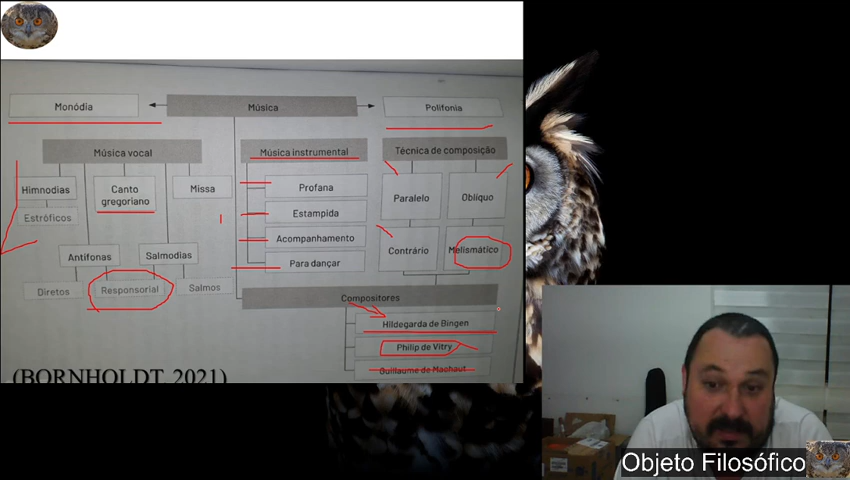 Monódia
Música
Polifonia
Música vocal
Música instrumental
Técnica de composição
Himnodias
Canto
gregoriano
Missa
Profana
Paralelo
Oblíquo
Estróficos
Estampida
Acompanhamento
Contrário
Melismático
Antífonas
Salmodias
Para dançar
Diretos
Responsorial
Salmos
Compositores
Hildegarda de Bingen
Philip de Vitry
Guillaume de Machaut
(BORNHOLDT, 2021)
Objeto Filosófico